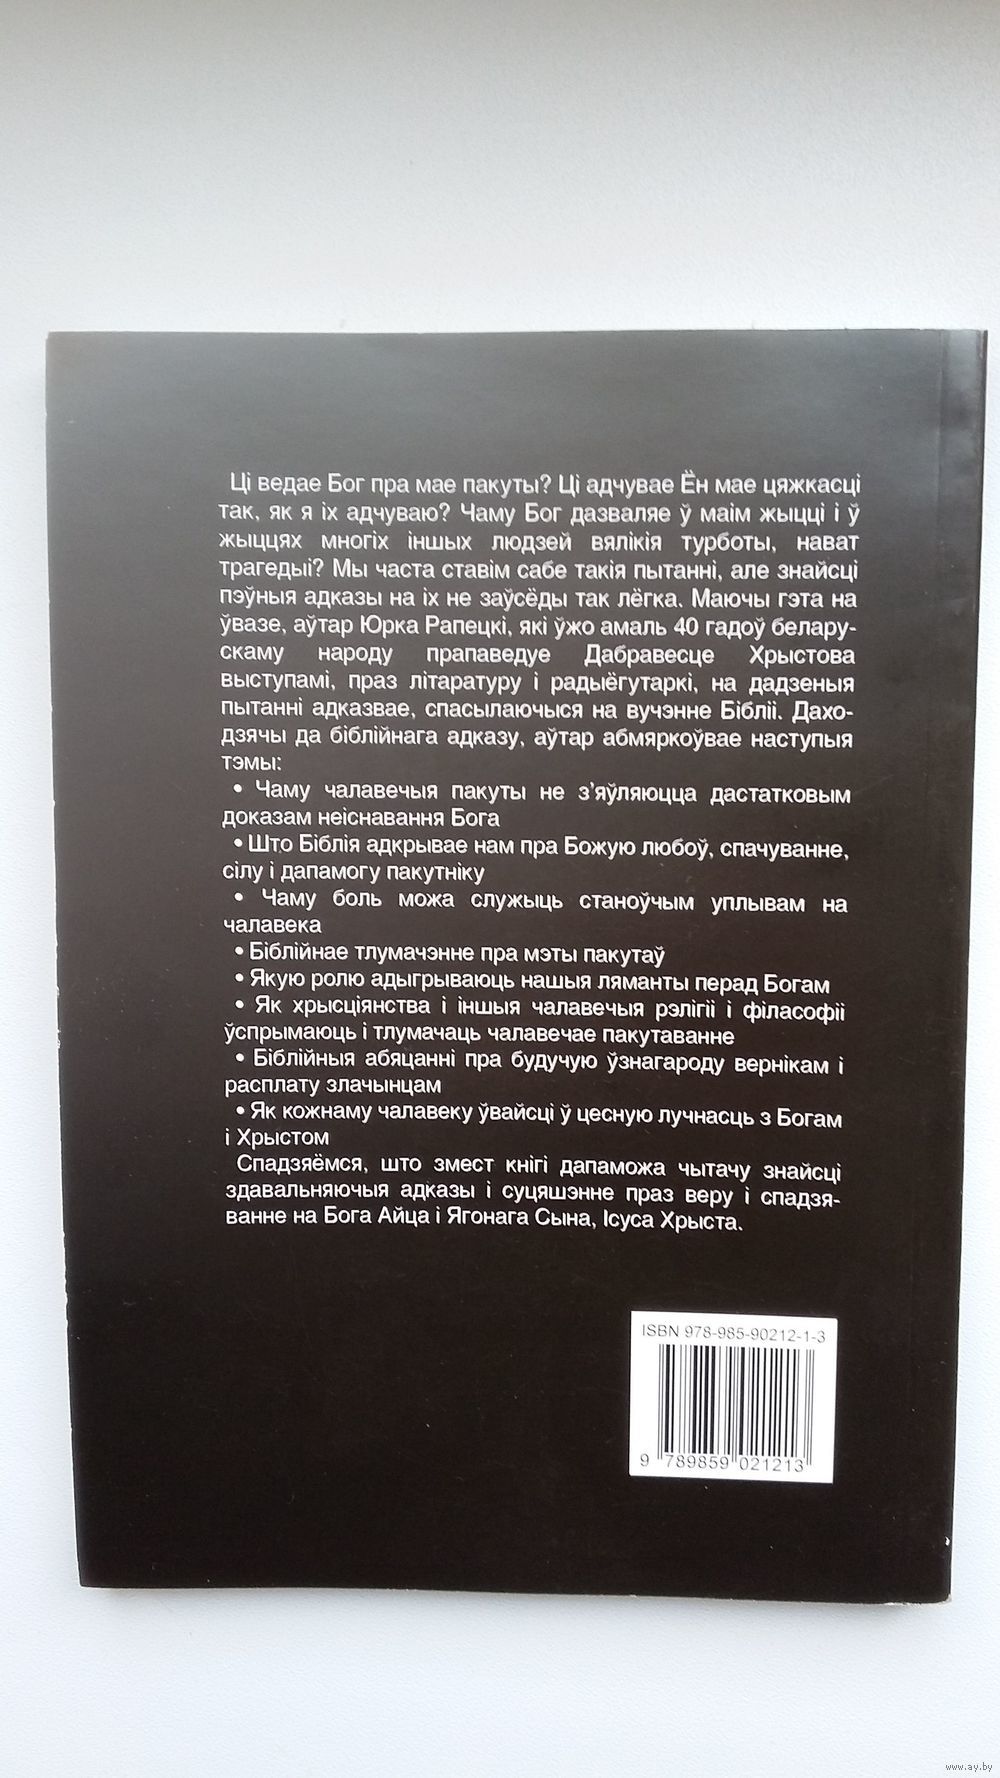 Ці ведае Бог пра мае пакуты? Ці адчувае Ён мае цяжкасці
так, як я іх адчуваю? Чаму Бог дазваляе ў маім жыцці і ў
жыццях многіх іншых людзей вялікія турботы, нават
трагедыі? Мы часта ставім сабе такія пытанні, але знайсці
пэўныя адказы на іх не заўсёды так лёгка. Маючы гэта на
ўвазе, аўтар Юрка Рапецкі, які ўжо амаль 40 гадоў белару-
скаму народу прапаведуе Дабравесце Хрыстова
выступамі, праз літаратуру і радыёгутаркі, на дадзеныя
пытанні адказвае, спасылаючыся на вучэнне Бібліі. Дахо-
дзячы да біблійнага адказу, аўтар абмяркоўвае наступыя
тэмы:
• Чаму чалавечыя пакуты не з'яўляюцца дастатковым
доказам неіснавання Бога
• Што Біблія адкрывае нам пра Божую любоў, спачуванне,
сілу і дапамогу пакутніку
• Чаму боль можа служыць станоўчым уплывам на
чалавека
• Біблійнае тлумачэнне пра мэты пакутаў
• Якую ролю адыгрываюць нашыя ляманты перад Богам
• Як хрысціянства і іншыя чалавечыя рэлігіі і філасофіі
ўспрымаюць і тлумачаць чалавечае пакутаванне
• Біблійныя абяцанні пра будучую ўзнагароду вернікам і
расплату злачынцам
• Як кожнаму чалавеку ўвайсці ў цесную лучнасць з Богам
і Хрыстом
Спадзяёмся, што змест кнігі дапаможа чытачу знайсці
здавальняючыя адказы і суцяшэнне праз веру і спадзя-
ванне на Бога Айца і Ягонага Сына, Ісуса Хрыста.
ISBN 978-985-90212-1-3
9 789859 021213
www.ay.by